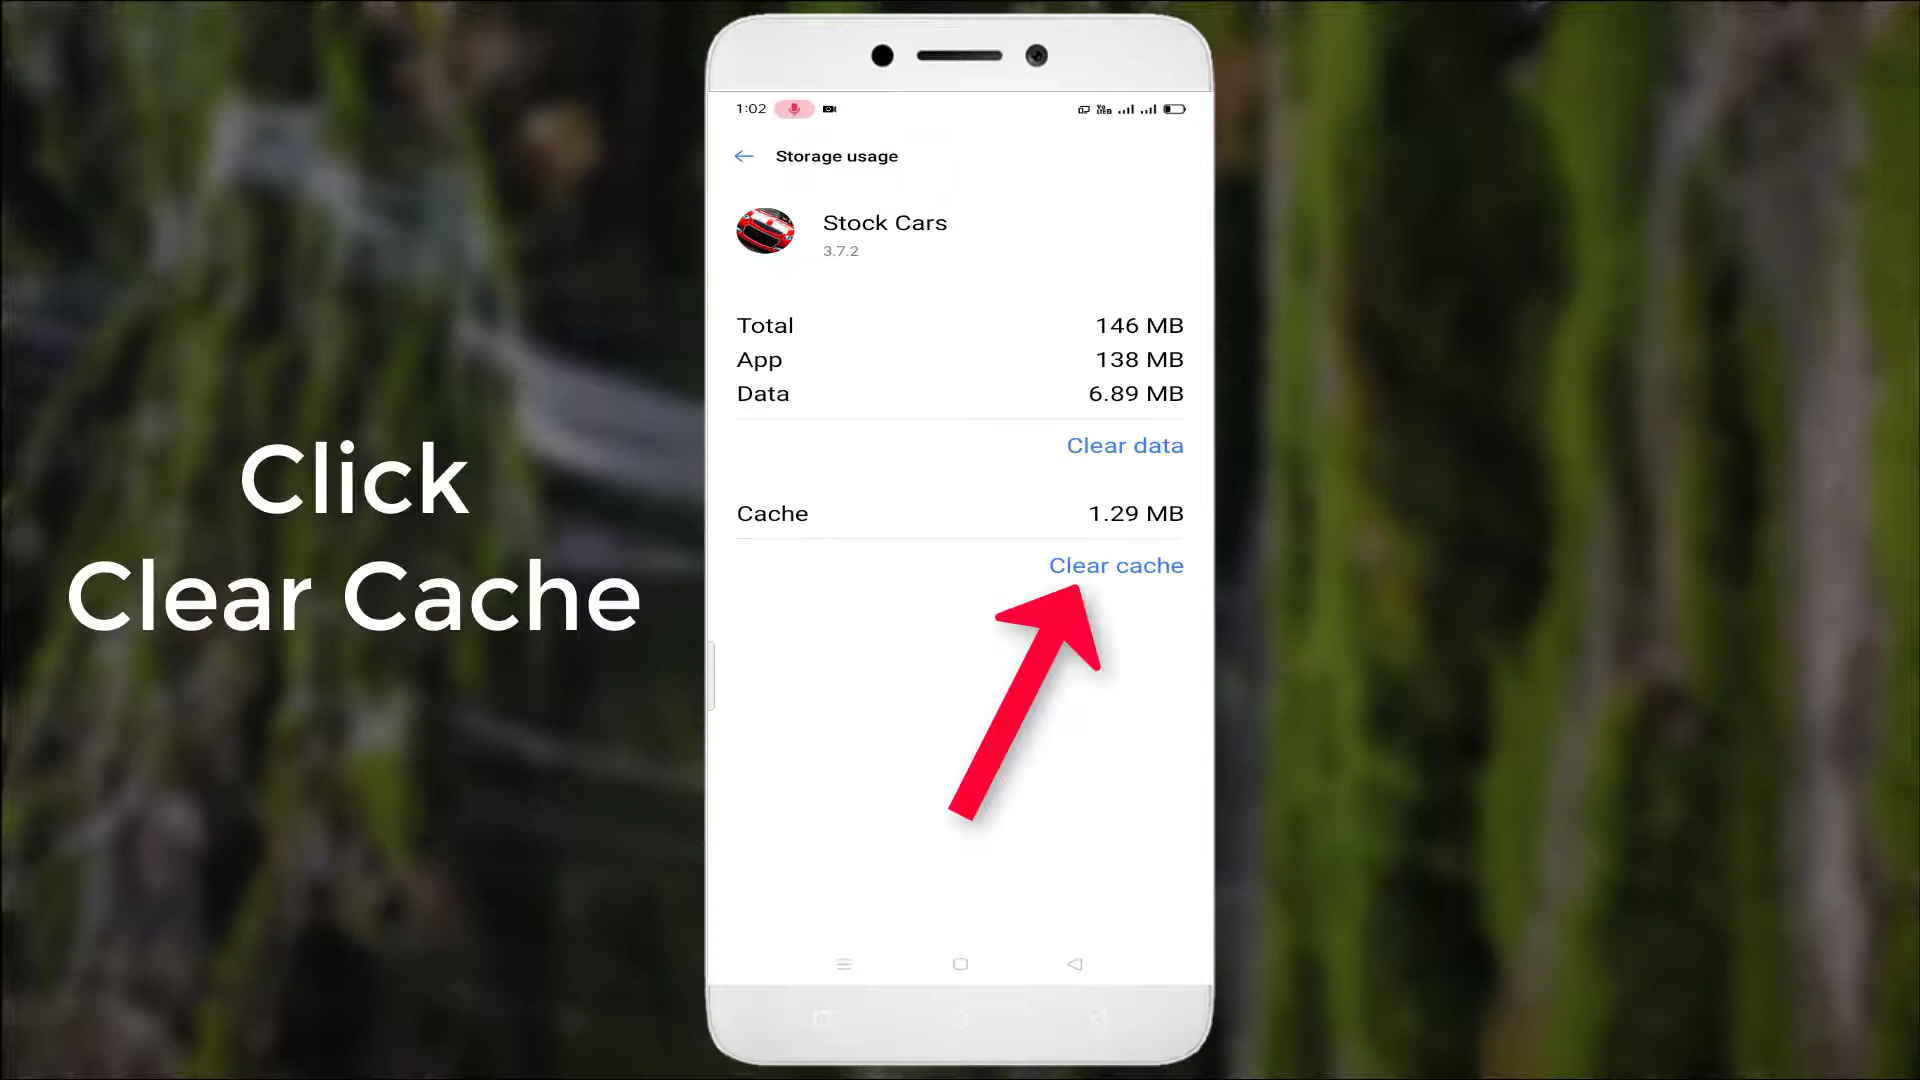 Click
Clear Cache
1:02
Storage usage
Stock Cars
3.7.2
Total 146 MB
App 138 MB
Data 6.89 MB
Clear data
Cache 1.29 MB
Clear cache